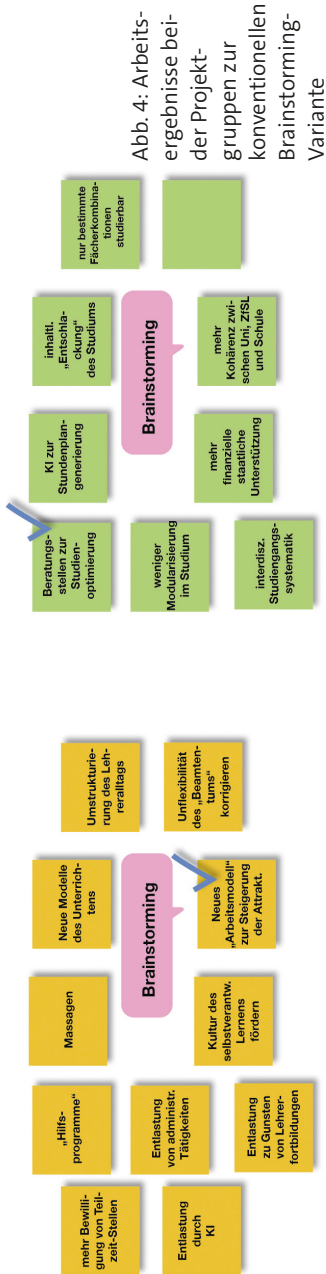 mehr Bewilli-
gung von Teil-
zeit-Stellen
„Hilfs-
programme“
Massagen
Neue Modelle
des Unterrich-
tens
Umstrukturie-
rung des Leh-
reralltags
Brainstorming
Entlastung
durch
KI
Entlastung
von administr.
Tätigkeiten
Kultur des
selbstverantw.
Lernens
fördern
Neues
„Arbeitsmodell“
zur Steigerung
der Attrakt.
Unflexibilität
des „Beamten-
tums“
korrigieren
Entlastung
zu Gunsten
von Lehrer-
fortbildungen
Beratungs-
stellen zur
Studien-
optimierung
KI zur
Stundenplan-
generierung
inhaltl.
„Entschla-
ckung“
des Studiums
nur bestimmte
Fächerkombina-
tionen
studierbar
Brainstorming
weniger
Modularisierung
im Studium
mehr
finanzielle
staatliche
Unterstützung
mehr
Kohärenz zwi-
schen Uni, ZfSL
und Schule
interdisz.
Studiengangs-
systematik
Abb. 4: Arbeits-
ergebnisse bei-
der Projekt-
gruppen zur
konventionellen
Brainstorming-
Variante